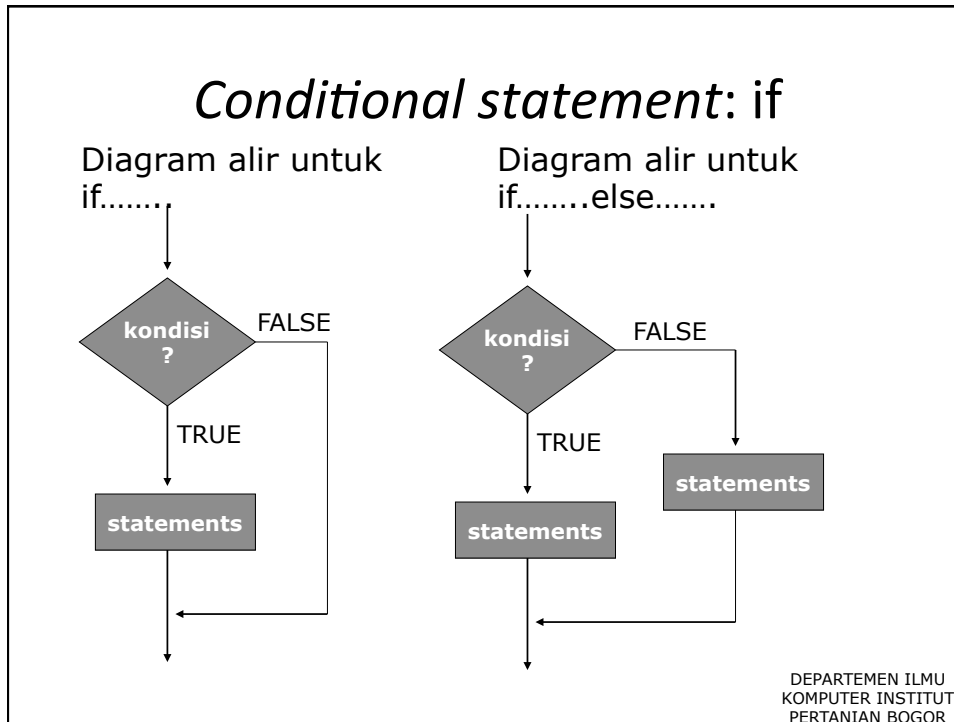 Conditional statement: if
Diagram alir untuk
if……..
kondisi
?
FALSE
TRUE
statements
Diagram alir untuk
if……..else…….
kondisi
?
FALSE
TRUE
statements
statements
DEPARTEMEN ILMU
KOMPUTER INSTITUT
PERTANIAN BOGOR